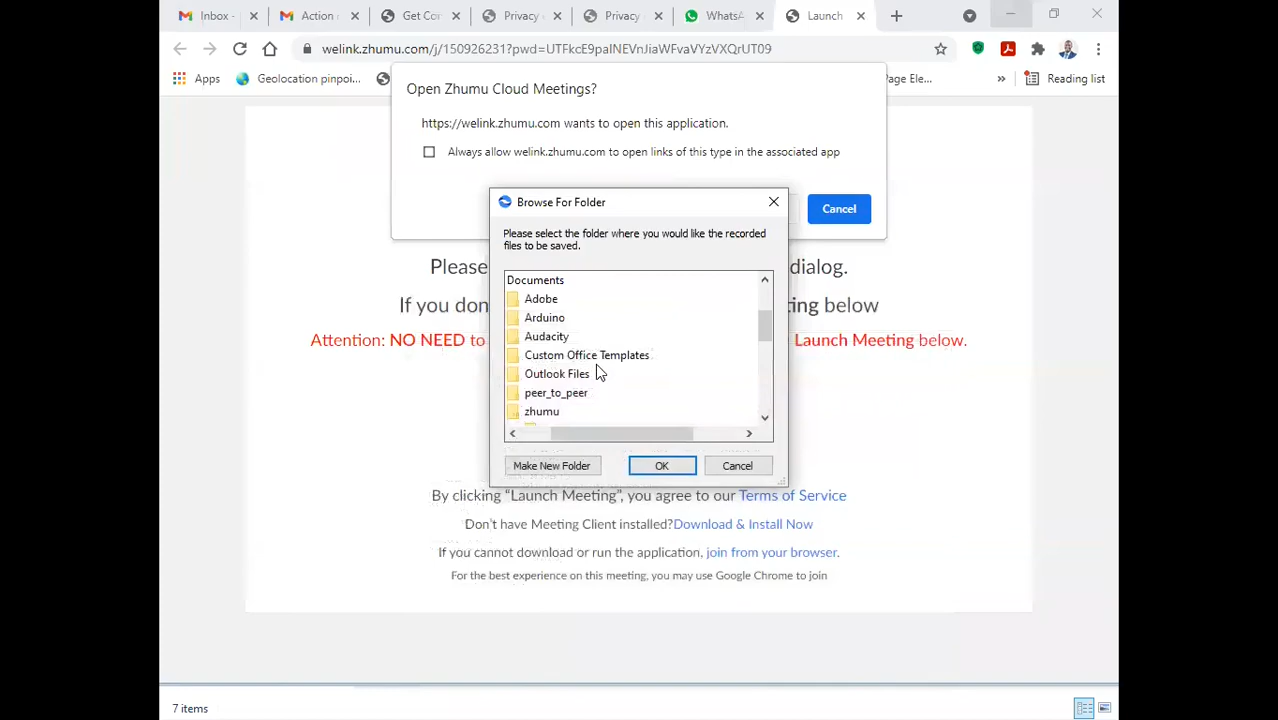 Inbox -
Action r
Get Cor
Privacy c
Privacy
WhatsA
Launch
welink.zhumu.com/j/150926231?pwd=UTFkcE9palNEVnJiaWFvaVYzVXQrUT09
Apps
Geolocation pinpoi...
Page Ele...
»
Reading list
Open Zhumu Cloud Meetings?
https://welink.zhumu.com wants to open this application.
Always allow welink.zhumu.com to open links of this type in the associated app
Cancel
Browse For Folder
Please select the folder where you would like the recorded
files to be saved.
Documents
Adobe
Arduino
Audacity
Custom Office Templates
Outlook Files
peer_to_peer
zhumu
Make New Folder
OK
Cancel
Please
dialog.
If you don
ting below
Attention: NO NEED to
Launch Meeting below.
By clicking "Launch Meeting", you agree to our Terms of Service
Don't have Meeting Client installed?Download & Install Now
If you cannot download or run the application, join from your browser.
For the best experience on this meeting, you may use Google Chrome to join
7 items